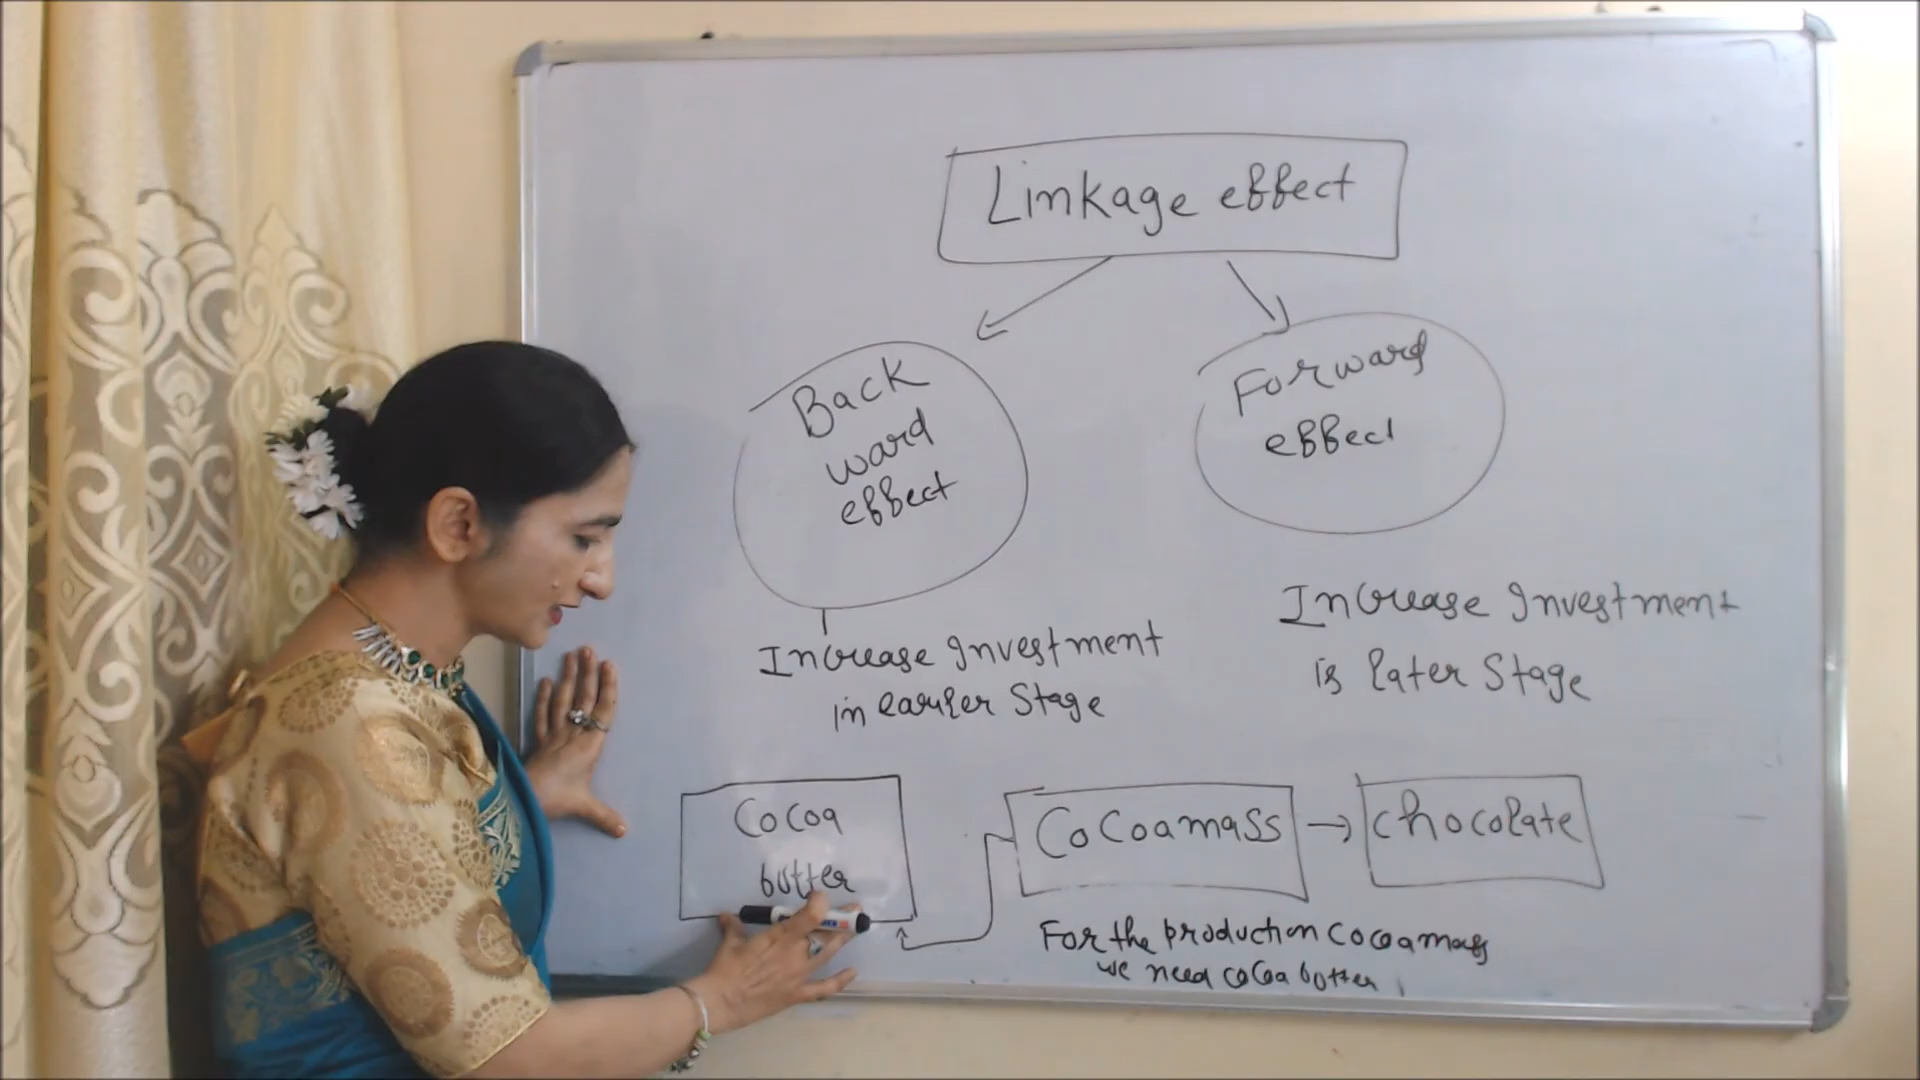 Linkage effect
Back
ward
effect
Forward
effect
Increase Investment
in earlier Stage
Increase Investment
is later Stage
Cocoa
butter
Cocoamass
chocolate
For the production cocoamass
we need cocoa butter